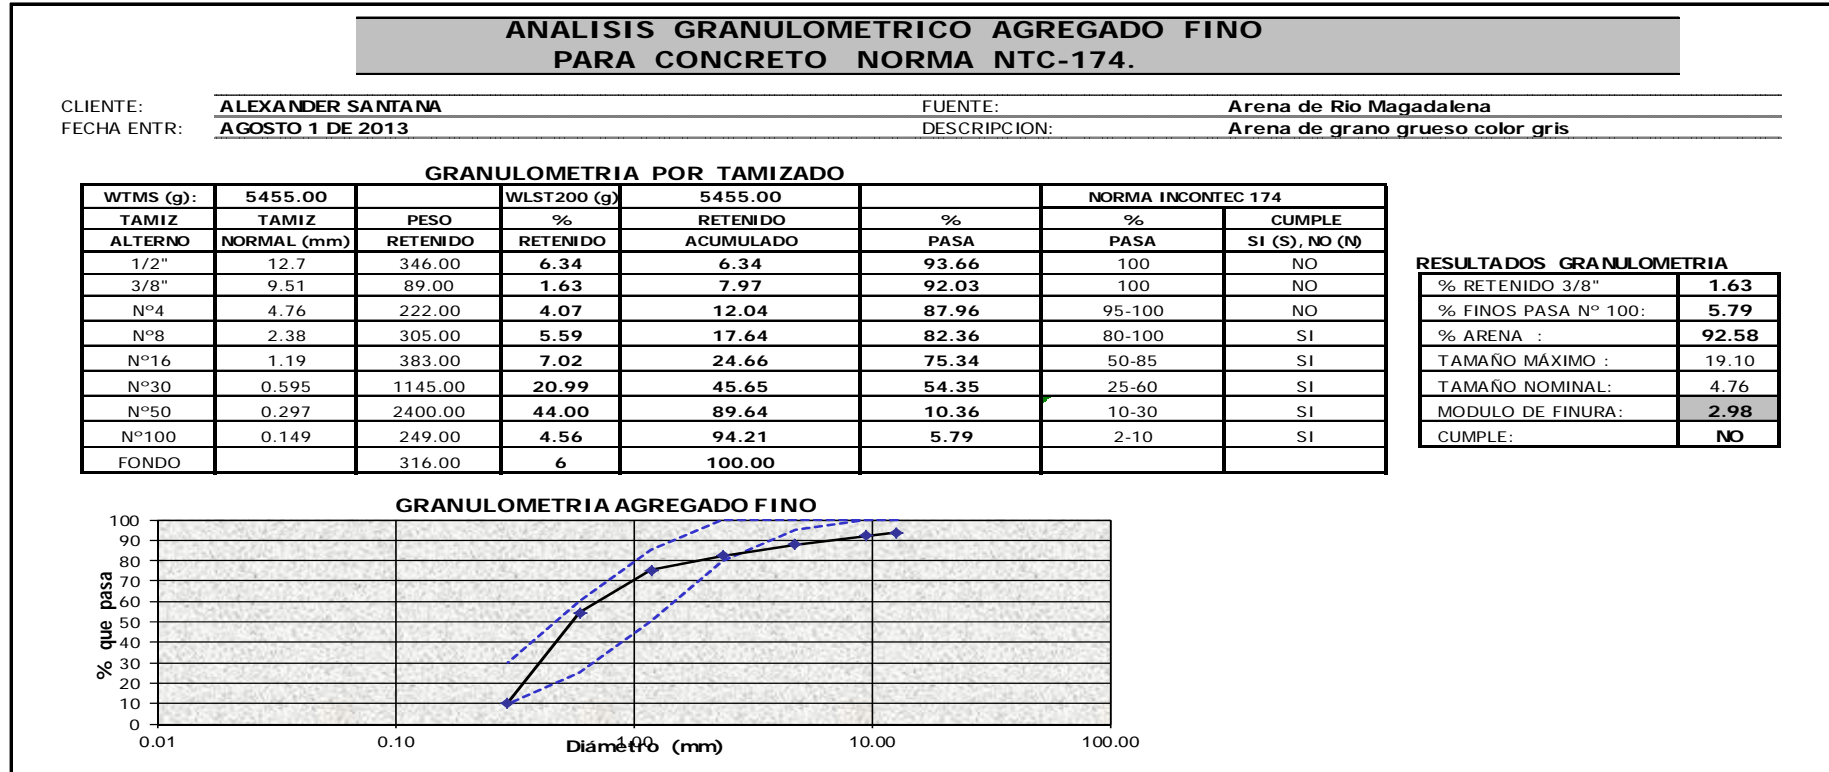 ANALISIS GRANULOMETRICO AGREGADO FINO
PARA CONCRETO NORMA NTC-174.
CLIENTE: ALEXANDER SANTANA FUENTE: Arena de Rio Magadalena
FECHA ENTR: AGOSTO 1 DE 2013 DESCRIPCION: Arena de grano grueso color gris
GRANULOMETRIA POR TAMIZADO
WTMS (g): 5455.00 WLST200 (g) 5455.00 NORMA INCONTEC 174
TAMIZ TAMIZ PESO % RETENIDO % % CUMPLE
ALTERNO NORMAL (mm) RETENIDO RETENIDO ACUMULADO PASA PASA SI (S), NO (N)
1/2" 12.7 346.00 6.34 6.34 93.66 100 NO
3/8" 9.51 89.00 1.63 7.97 92.03 100 NO
Nº4 4.76 222.00 4.07 12.04 87.96 95-100 NO
Nº8 2.38 305.00 5.59 17.64 82.36 80-100 SI
Nº16 1.19 383.00 7.02 24.66 75.34 50-85 SI
Nº30 0.595 1145.00 20.99 45.65 54.35 25-60 SI
Nº50 0.297 2400.00 44.00 89.64 10.36 10-30 SI
Nº100 0.149 249.00 4.56 94.21 5.79 2-10 SI
FONDO 316.00 6 100.00
RESULTADOS GRANULOMETRIA
% RETENIDO 3/8" 1.63
% FINOS PASA Nº 100: 5.79
% ARENA : 92.58
TAMAÑO MÁXIMO : 19.10
TAMAÑO NOMINAL: 4.76
MODULO DE FINURA: 2.98
CUMPLE: NO
GRANULOMETRIA AGREGADO FINO
% que pasa
100
90
80
70
60
50
40
30
20
10
0
0.01 0.10 1.00 10.00 100.00
Diámetro (mm)